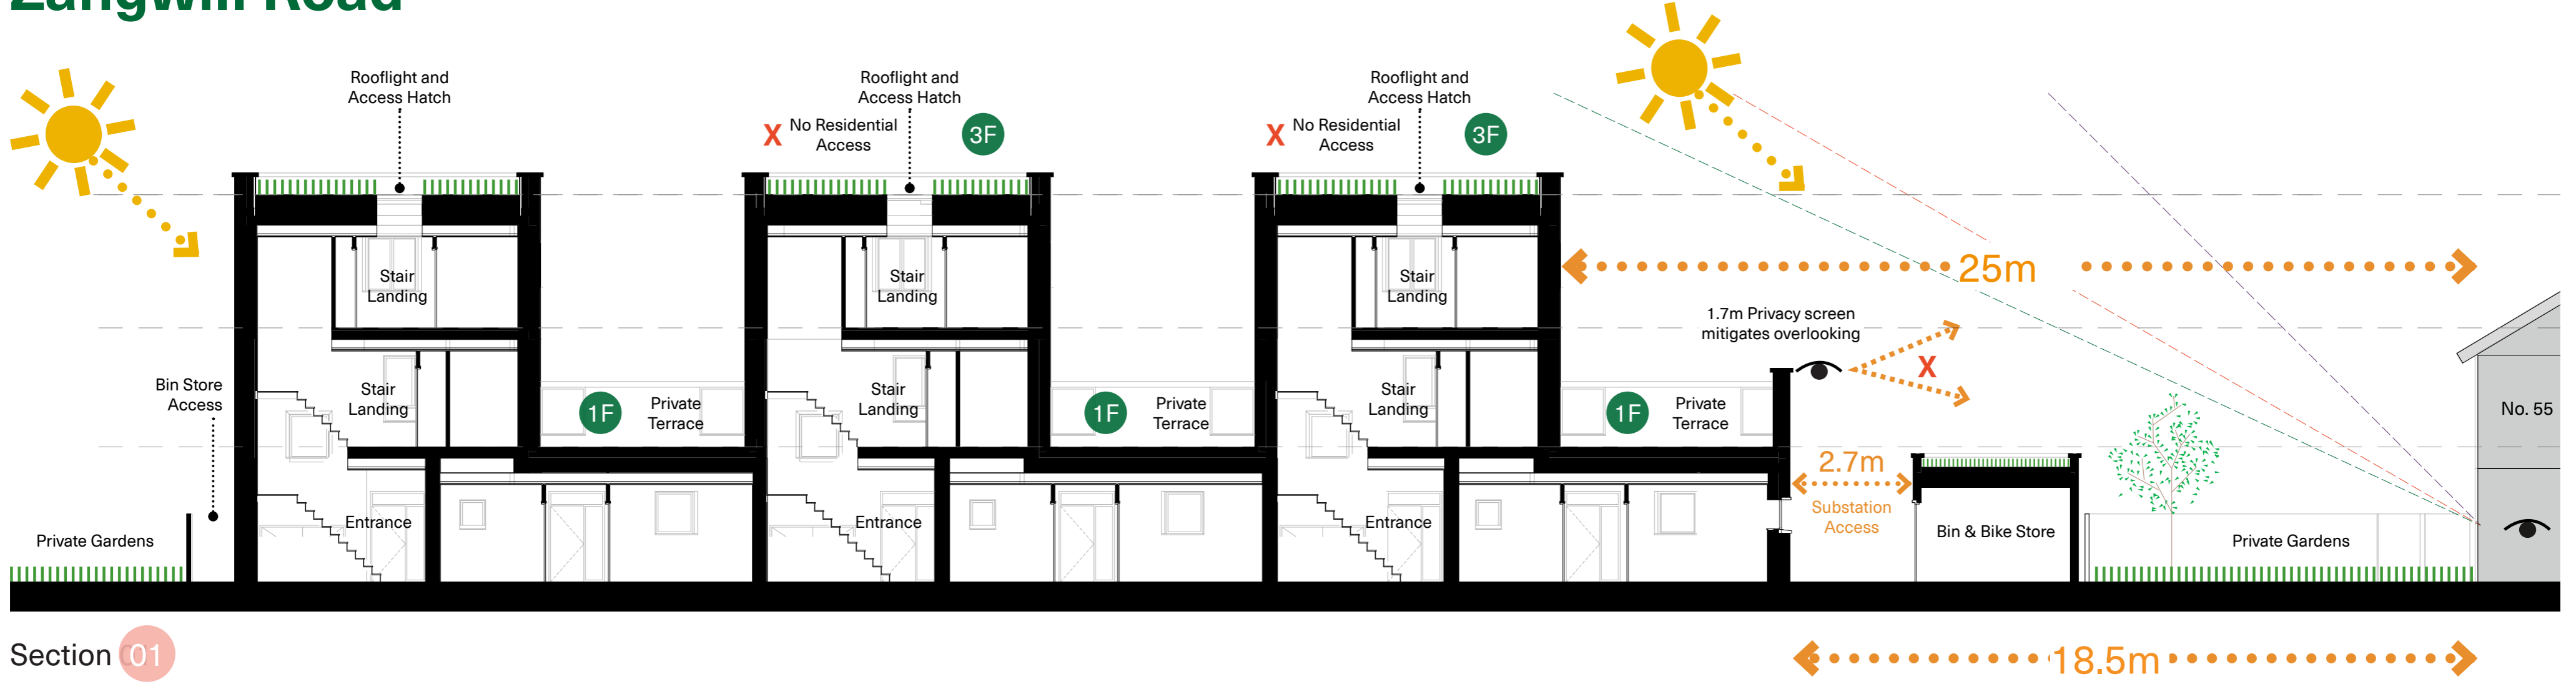 Zangwill Road
Rooflight and
Access Hatch
Rooflight and
Access Hatch
X No Residential
Access
3F
Rooflight and
Access Hatch
X No Residential
Access
3F
Stair
Landing
Stair
Landing
Stair
Landing
25m
1.7m Privacy screen
mitigates overlooking
X
Bin Store
Access
Stair
Landing
1F
Private
Terrace
Stair
Landing
1F
Private
Terrace
Stair
Landing
1F
Private
Terrace
No. 55
2.7m
Substation
Access
Private Gardens
Entrance
Entrance
Entrance
Bin & Bike Store
Private Gardens
Section 01
18.5m